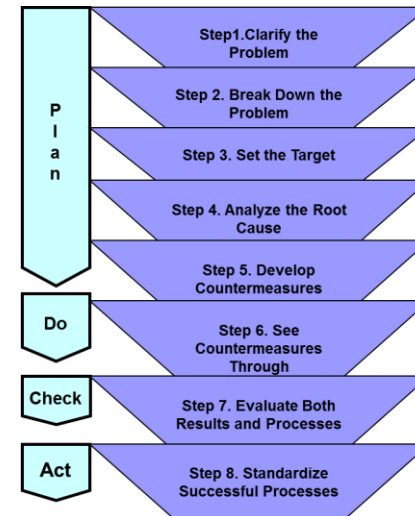 Step1.Clarify the
Problem
P
l
a
n
Step 2. Break Down the
Problem
Step 3. Set the Target
Step 4. Analyze the Root
Cause
Step 5. Develop
Countermeasures
Do
Step 6. See
Countermeasures
Through
Check
Step 7. Evaluate Both
Results and Processes
Act
Step 8. Standardize
Successful Processes